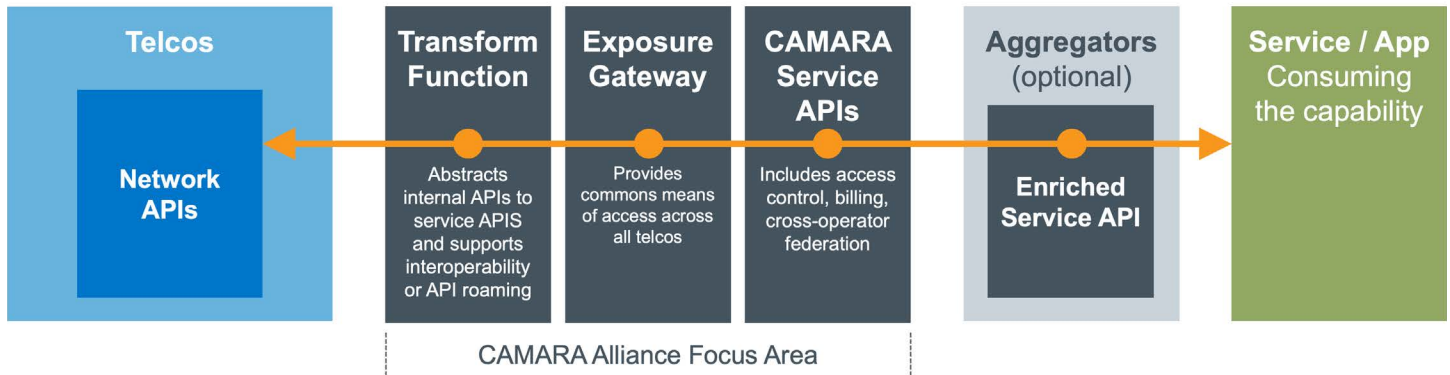 Telcos
Network
APIs
Transform
Function
Abstracts
internal APIs to
service APIS
and supports
interoperability
or API roaming
Exposure
Gateway
Provides
commons means
of access across
all telcos
CAMARA
Service
APIs
Includes access
control, billing,
cross-operator
federation
CAMARA Alliance Focus Area
Aggregators
(optional)
Enriched
Service API
Service / App
Consuming
the capability